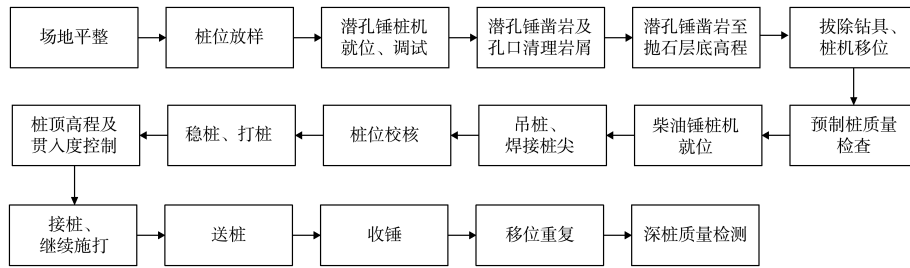 场地平整
桩位放样
潜孔锤桩机
就位、调试
潜孔锤凿岩及
孔口清理岩屑
潜孔锤凿岩至
抛石层底高程
拔除钻具、
桩机移位
预制桩质量
检查
柴油锤桩机
就位
吊桩、
焊接桩尖
桩位校核
稳桩、打桩
桩顶高程及
贯入度控制
接桩、
继续施打
送桩
收锤
移位重复
深桩质量检测